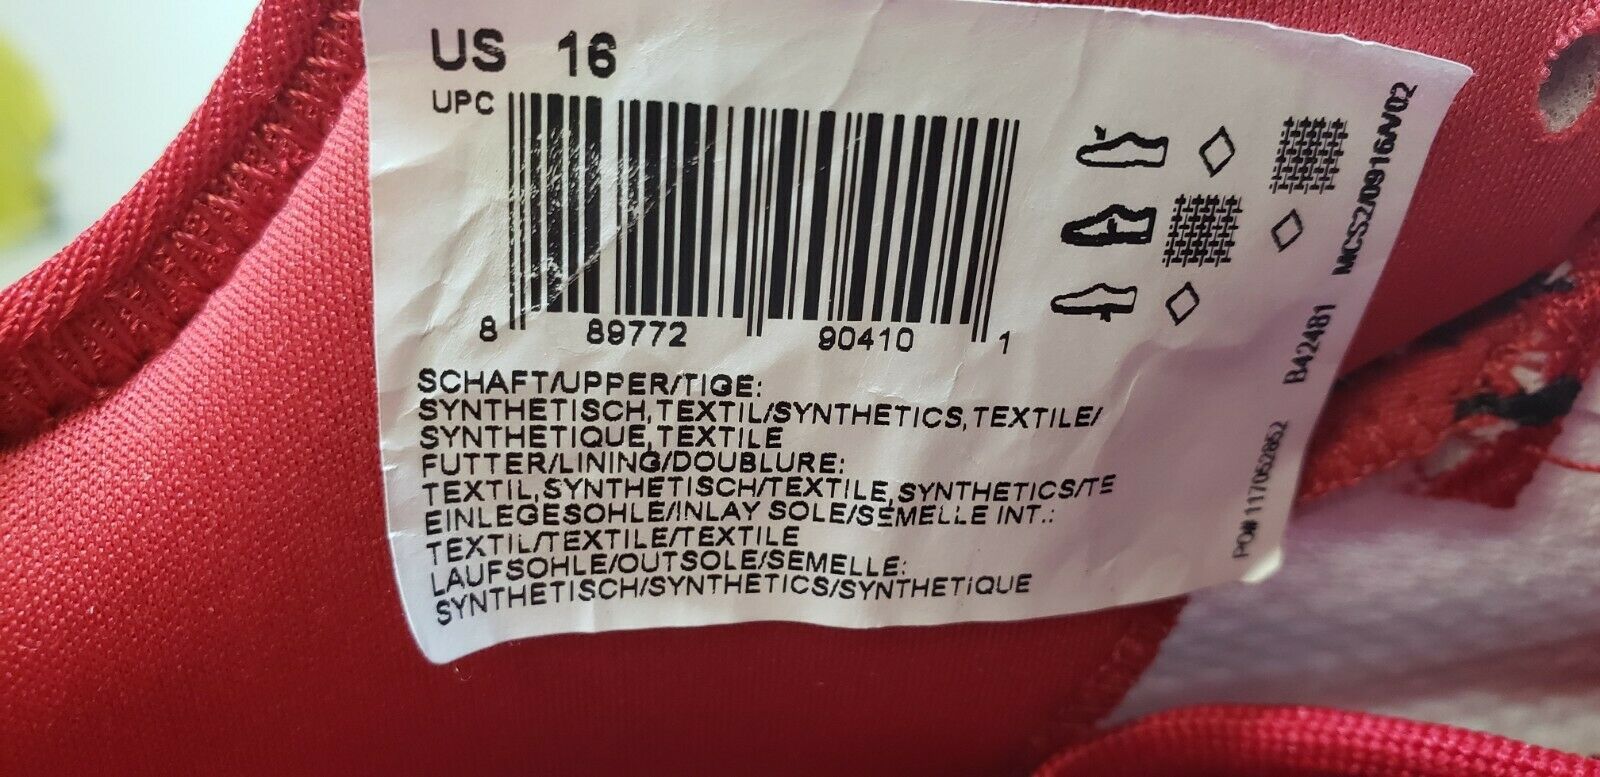 US 16
UPC
8 89772 90410 1
SCHAFT/UPPER/TIGE:
SYNTHETISCH,TEXTIL/SYNTHETICS,TEXTILE/
SYNTHETIQUE,TEXTILE
FUTTER/LINING/DOUBLURE:
TEXTIL,SYNTHETISCH/TEXTILE,SYNTHETICS/TE
EINLEGESOHLE/INLAY SOLE/SEMELLE INT.:
TEXTIL/TEXTILE/TEXTILE
LAUFSOHLE/OUTSOLE/SEMELLE:
SYNTHETISCH/SYNTHETICS/SYNTHETIQUE
PO# 117052852
B42481 MCS2/0916/V02